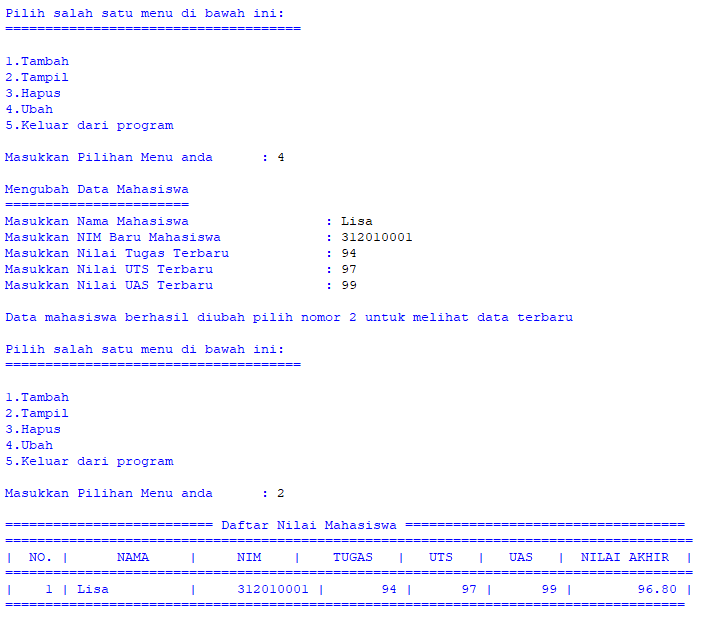 Pilih salah satu menu di bawah ini:
=====================================
1.Tambah
2.Tampil
3.Hapus
4.Ubah
5.Keluar dari program
Masukkan Pilihan Menu anda      : 4
Mengubah Data Mahasiswa
=======================
Masukkan Nama Mahasiswa                 : Lisa
Masukkan NIM Baru Mahasiswa             : 312010001
Masukkan Nilai Tugas Terbaru            : 94
Masukkan Nilai UTS Terbaru              : 97
Masukkan Nilai UAS Terbaru              : 99
Data mahasiswa berhasil diubah pilih nomor 2 untuk melihat data terbaru
Pilih salah satu menu di bawah ini:
=====================================
1.Tambah
2.Tampil
3.Hapus
4.Ubah
5.Keluar dari program
Masukkan Pilihan Menu anda      : 2
========================== Daftar Nilai Mahasiswa ===================================
======================================================================================
|  NO. |      NAMA     |     NIM    |    TUGAS   |   UTS   |   UAS   |  NILAI AKHIR  |
======================================================================================
|    1 | Lisa          |     312010001 |       94 |      97 |      99 |        96.80 |
======================================================================================